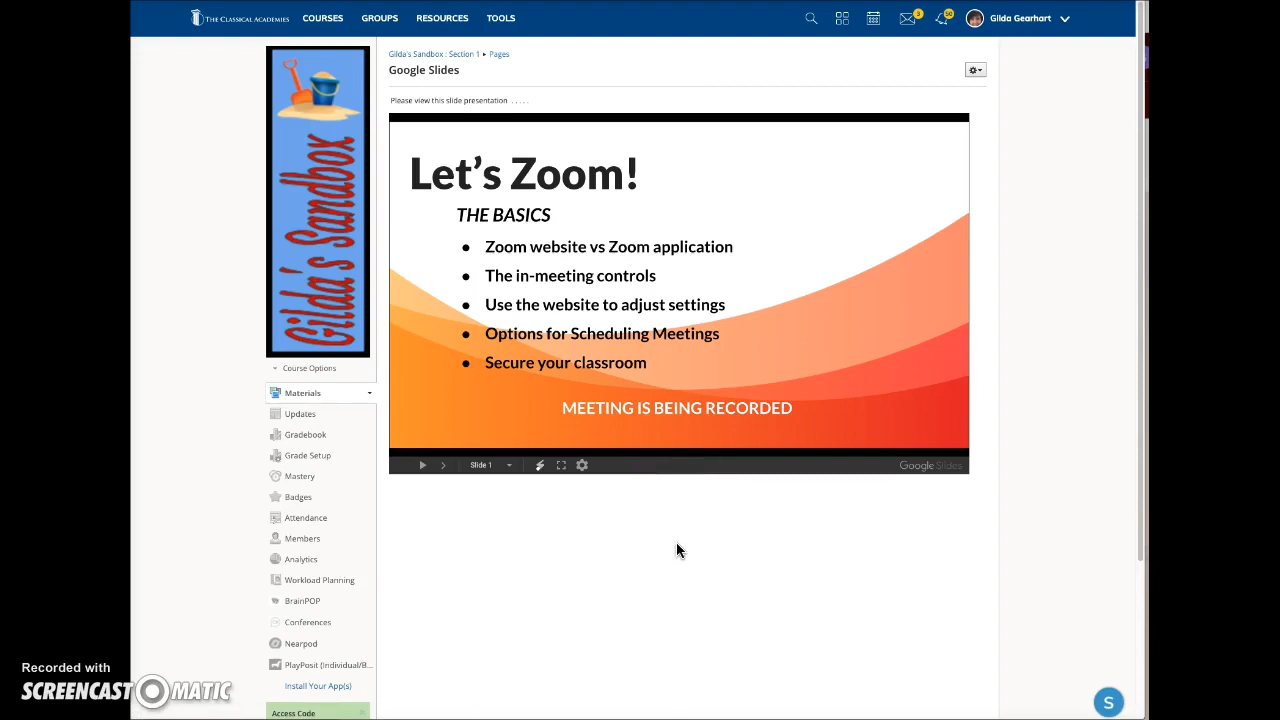 THE CLASSICAL ACADEMIES
COURSES
GROUPS
RESOURCES
TOOLS
Gilda Gearhart
Gilda's Sandbox
Gilda's Sandbox : Section 1 ▸ Pages
Google Slides
Please view this slide presentation . . . . .
Let's Zoom!
THE BASICS
● Zoom website vs Zoom application
● The in-meeting controls
● Use the website to adjust settings
● Options for Scheduling Meetings
● Secure your classroom
MEETING IS BEING RECORDED
Slide 1
Google Slides
Course Options
Materials
Updates
Gradebook
Grade Setup
Mastery
Badges
Attendance
Members
Analytics
Workload Planning
BrainPOP
Conferences
Nearpod
PlayPosit (Individual/B...
Install Your App(s)
Access Code
Recorded with
SCREENCAST-O-MATIC
S